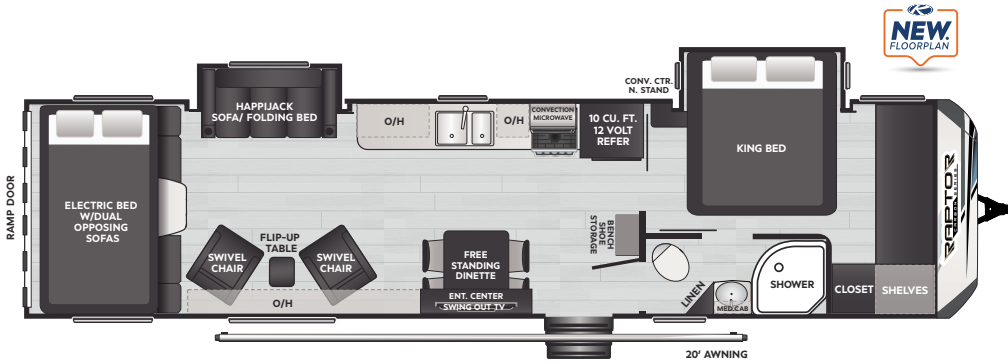 NEW.
FLOORPLAN
CONV. CTR.
N. STAND
HAPPIJACK
SOFA/ FOLDING BED
O/H
O/H
CONVECTION
MICROWAVE
10 CU. FT.
12 VOLT
REFER
KING BED
RAMP DOOR
ELECTRIC BED
W/DUAL
OPPOSING
SOFAS
SWIVEL
CHAIR
FLIP-UP
TABLE
SWIVEL
CHAIR
O/H
FREE
STANDING
DINETTE
ENT. CENTER
SWING OUT TV
BENCH
SHOE
STORAGE
LINEN
MED.CAB
SHOWER
CLOSET
SHELVES
RAPTOR
20' AWNING